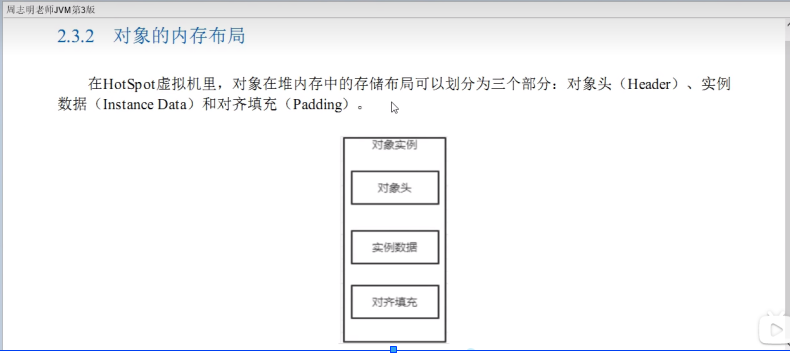 周志明老师JVM第3版
2.3.2 对象的内存布局
在HotSpot虚拟机里，对象在堆内存中的存储布局可以划分为三个部分：对象头（Header）、实例
数据（Instance Data）和对齐填充（Padding）。
对象实例
对象头
实例数据
对齐填充